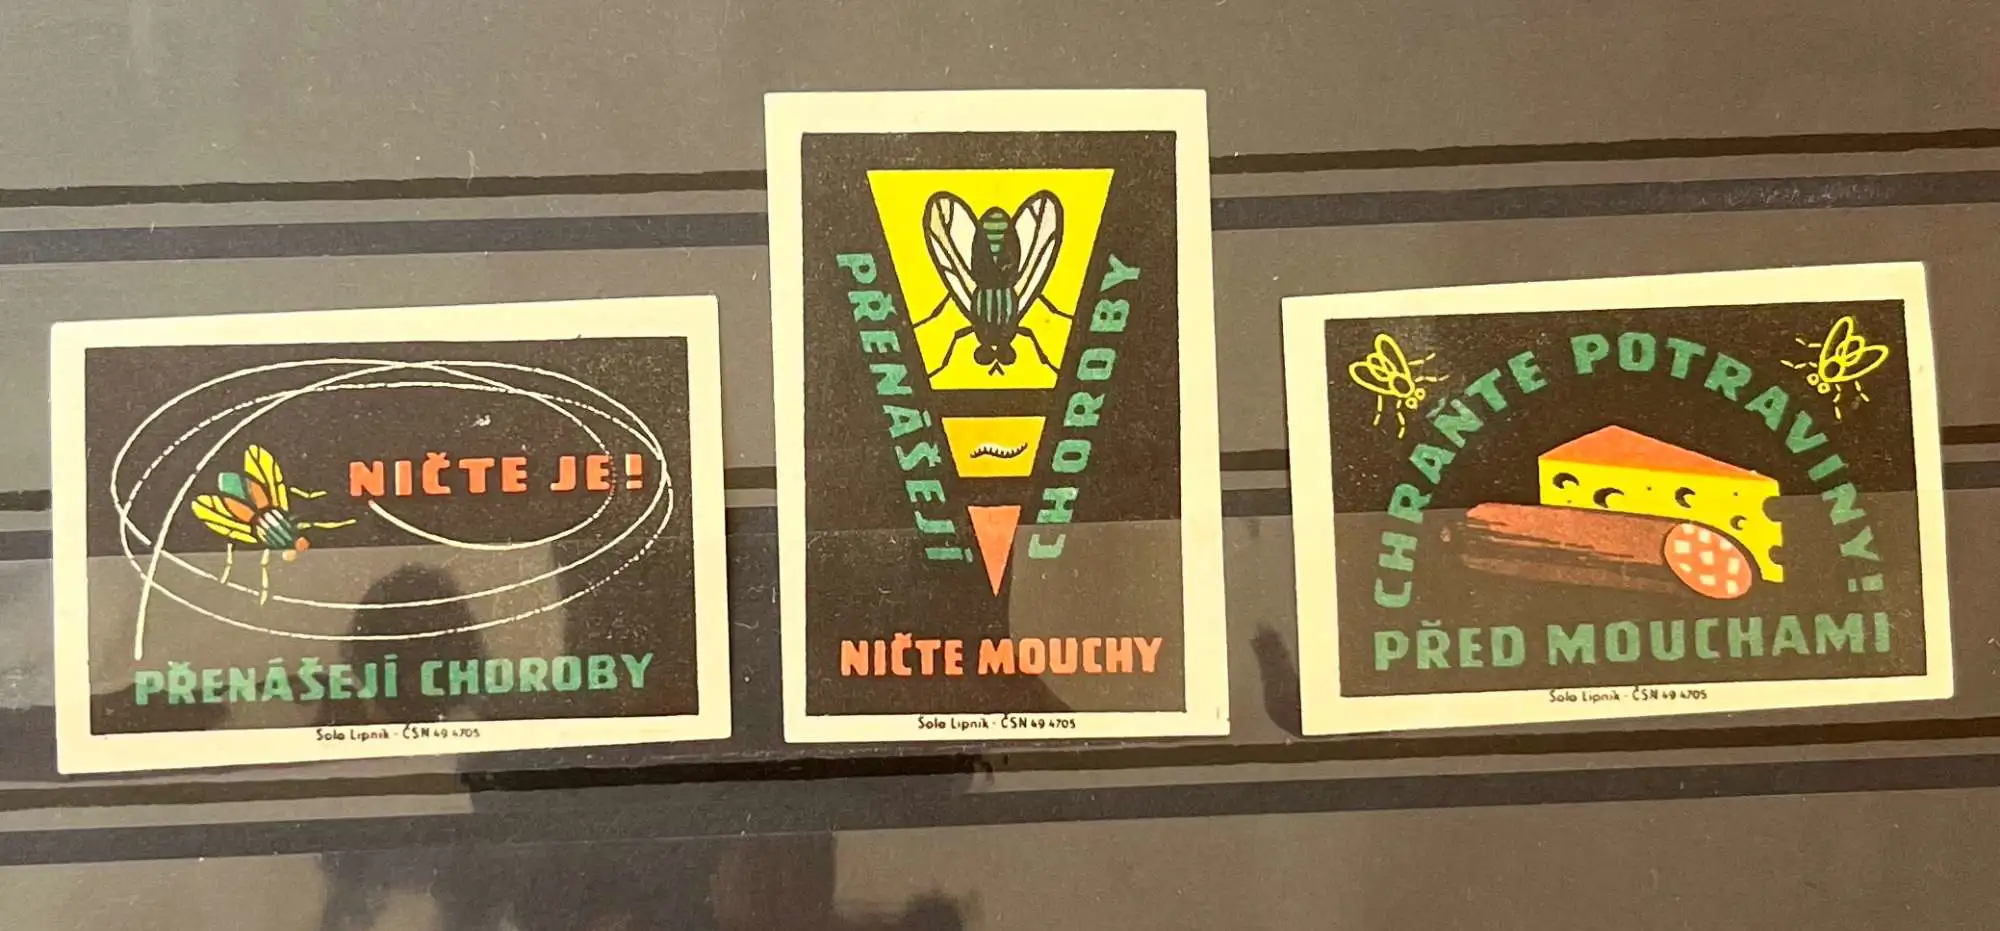 NIČTE JE!
PŘENÁŠEJÍ CHOROBY
Solo Lipník - ČSN 49 4705
PŘENÁŠEJÍ
CHOROBY
NIČTE MOUCHY
Solo Lipník - ČSN 49 4705
CHRAŇTE POTRAVINY!
PŘED MOUCHAMI
Solo Lipník - ČSN 49 4705